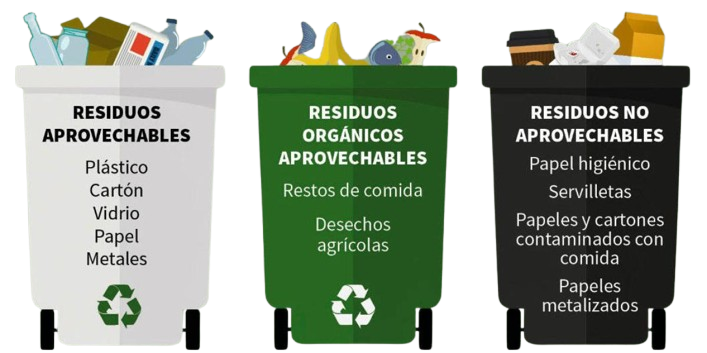 RESIDUOS
APROVECHABLES
Plástico
Cartón
Vidrio
Papel
Metales
RESIDUOS
ORGÁNICOS
APROVECHABLES
Restos de comida
Desechos
agrícolas
RESIDUOS NO
APROVECHABLES
Papel higiénico
Servilletas
Papeles y cartones
contaminados con
comida
Papeles
metalizados